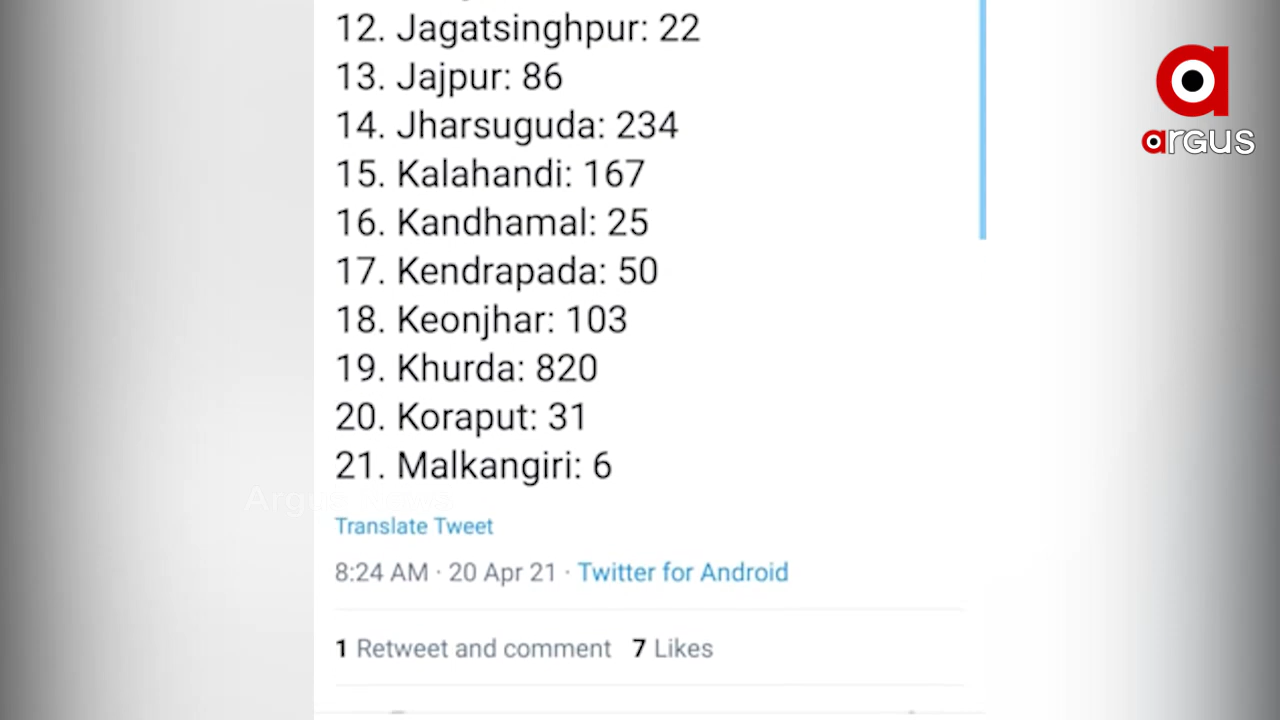 12. Jagatsinghpur: 22
13. Jajpur: 86
14. Jharsuguda: 234
15. Kalahandi: 167
16. Kandhamal: 25
17. Kendrapada: 50
18. Keonjhar: 103
19. Khurda: 820
20. Koraput: 31
21. Malkangiri: 6
Translate Tweet
8:24 AM · 20 Apr 21 · Twitter for Android
1 Retweet and comment 7 Likes
argus
Argus News